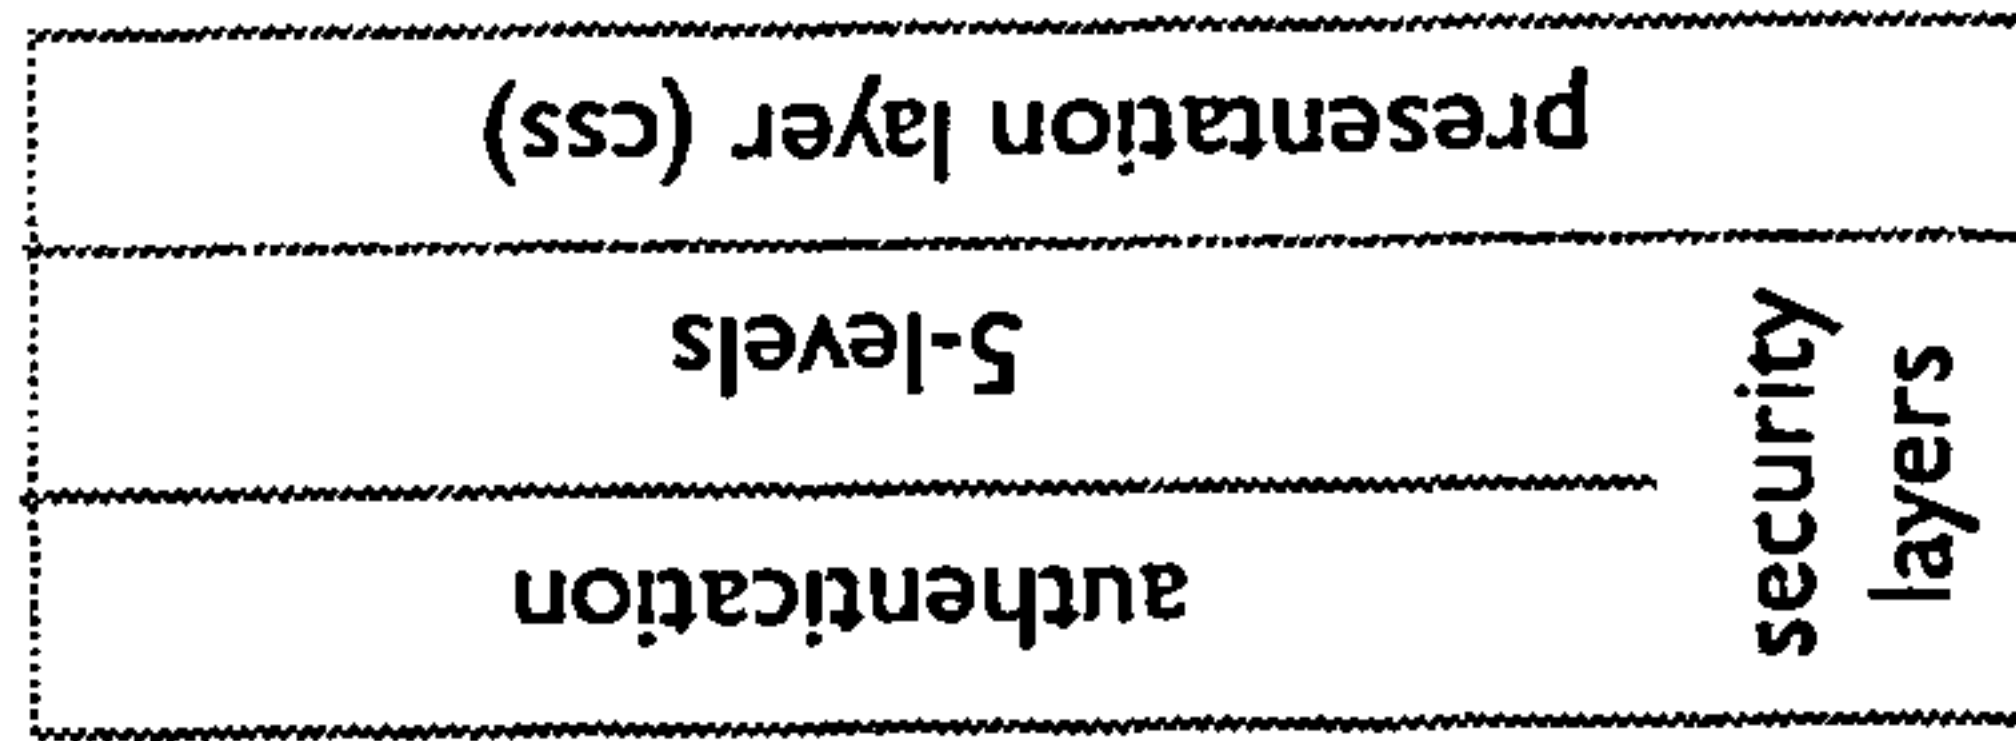 presentation layer (css)
5-levels
authentication
security
layers